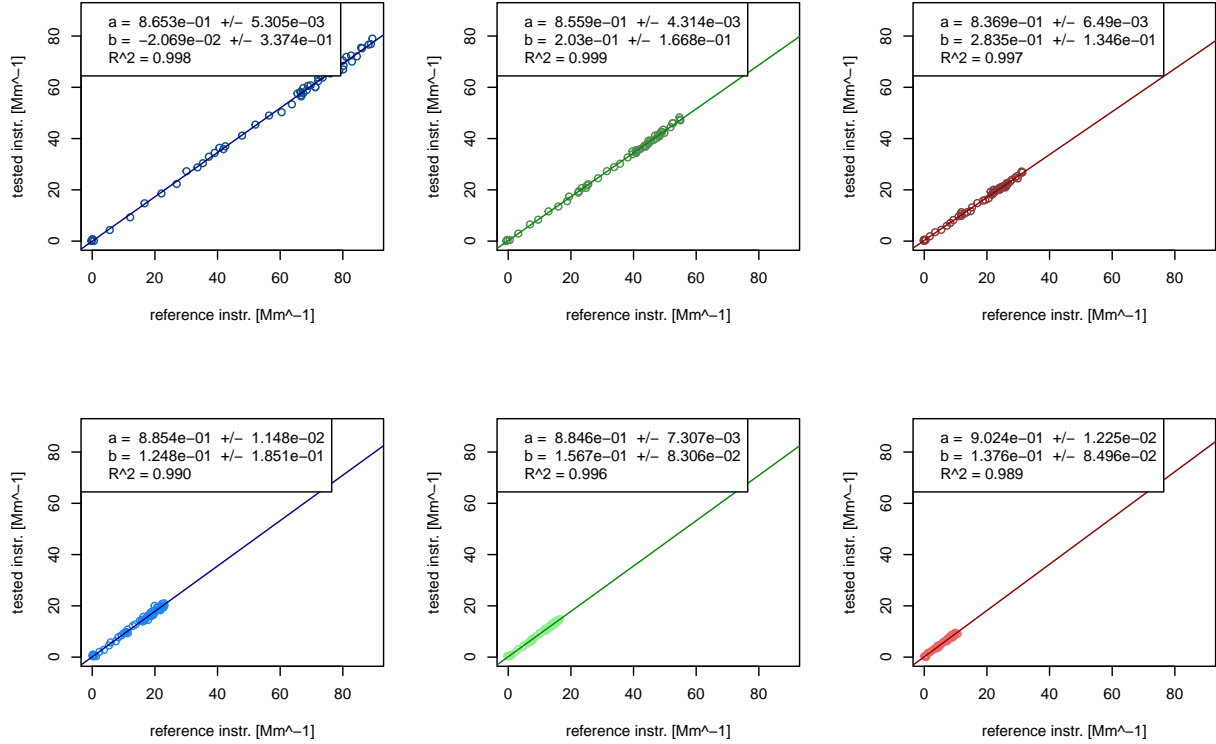 a = 8.653e−01 +/− 5.305e−03
b = −2.069e−02 +/− 3.374e−01
R^2 = 0.998
tested instr. [Mm^−1]
0 20 40 60 80
0 20 40 60 80
reference instr. [Mm^−1]
a = 8.559e−01 +/− 4.314e−03
b = 2.03e−01 +/− 1.668e−01
R^2 = 0.999
tested instr. [Mm^−1]
0 20 40 60 80
0 20 40 60 80
reference instr. [Mm^−1]
a = 8.369e−01 +/− 6.49e−03
b = 2.835e−01 +/− 1.346e−01
R^2 = 0.997
tested instr. [Mm^−1]
0 20 40 60 80
0 20 40 60 80
reference instr. [Mm^−1]
a = 8.854e−01 +/− 1.148e−02
b = 1.248e−01 +/− 1.851e−01
R^2 = 0.990
tested instr. [Mm^−1]
0 20 40 60 80
0 20 40 60 80
reference instr. [Mm^−1]
a = 8.846e−01 +/− 7.307e−03
b = 1.567e−01 +/− 8.306e−02
R^2 = 0.996
tested instr. [Mm^−1]
0 20 40 60 80
0 20 40 60 80
reference instr. [Mm^−1]
a = 9.024e−01 +/− 1.225e−02
b = 1.376e−01 +/− 8.496e−02
R^2 = 0.989
tested instr. [Mm^−1]
0 20 40 60 80
0 20 40 60 80
reference instr. [Mm^−1]